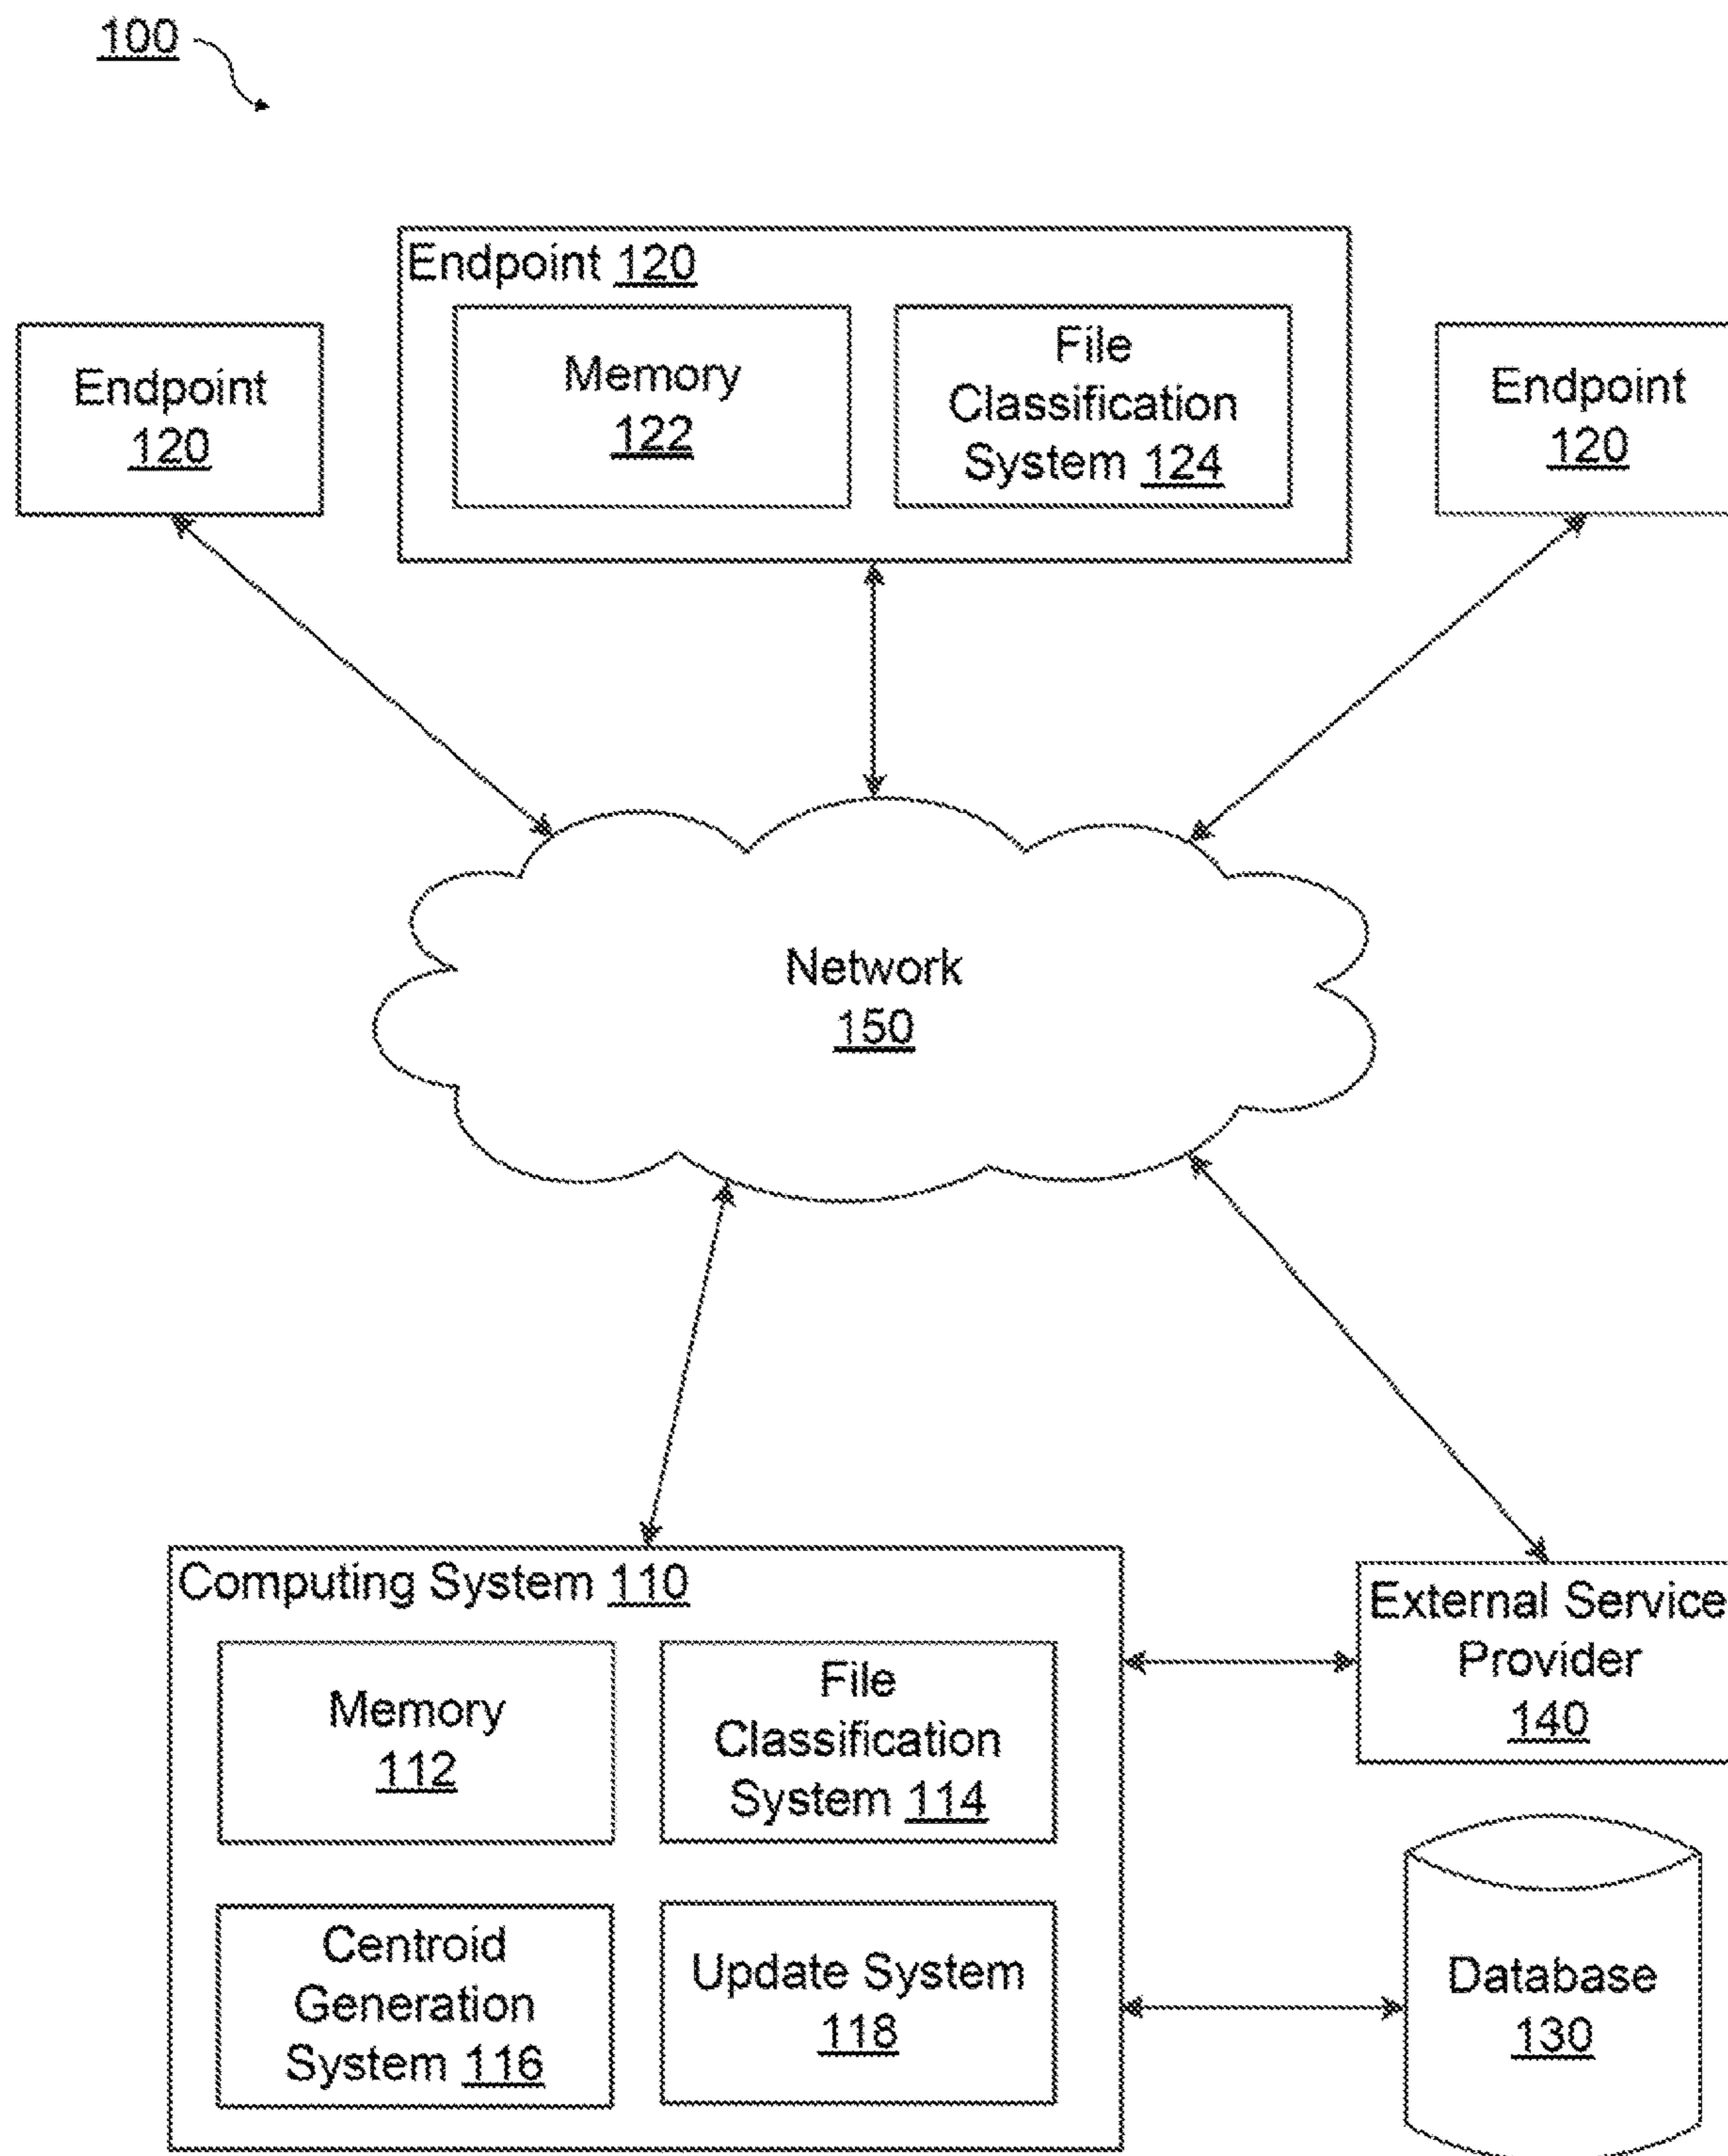 100
Endpoint 120
Endpoint
120
Memory
122
File
Classification
System 124
Endpoint
120
Network
150
Computing System 110
Memory
112
File
Classification
System 114
Centroid
Generation
System 116
Update System
118
External Service
Provider
140
Database
130